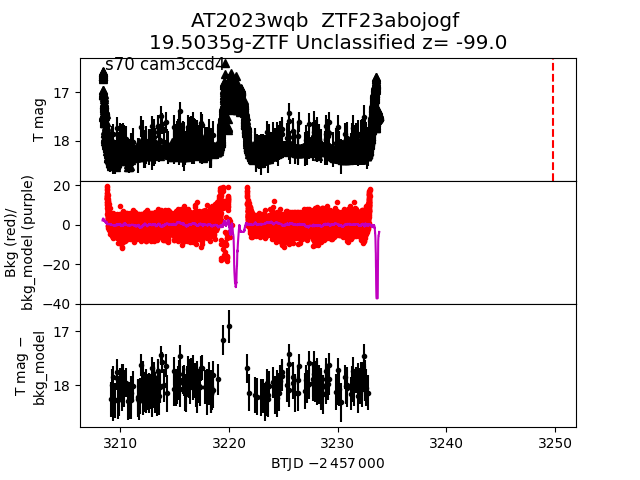 AT2023wqb  ZTF23abojogf
19.5035g-ZTF Unclassified z= -99.0
s70 cam3ccd4
T mag
17
18
Bkg (red)/
bkg_model (purple)
20
0
−20
−40
T mag −
bkg_model
17
18
3210 3220 3230 3240 3250
BTJD −2 457 000